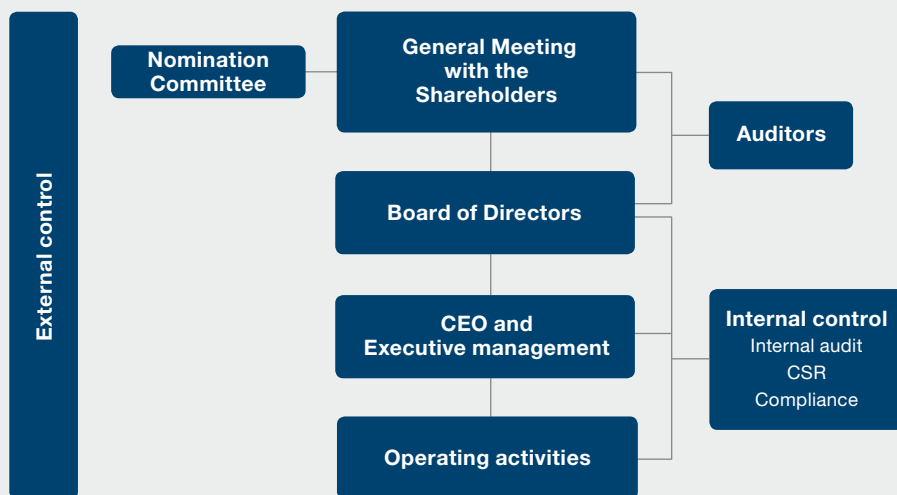 External control
Nomination
Committee
General Meeting
with the
Shareholders
Auditors
Board of Directors
CEO and
Executive management
Internal control
Internal audit
CSR
Compliance
Operating activities